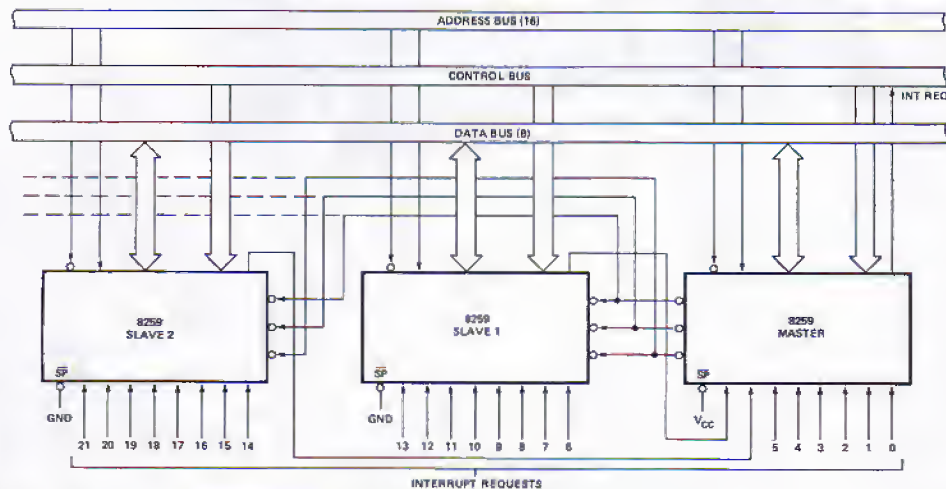 ADDRESS BUS (16)
CONTROL BUS
INT REQ
DATA BUS (8)
8259
SLAVE 2
8259
SLAVE 1
8259
MASTER
SP
SP
SP
GND
GND
VCC
21 20 19 18 17 16 15 14
13 12 11 10 9 8 7 6
5 4 3 2 1 0
INTERRUPT REQUESTS